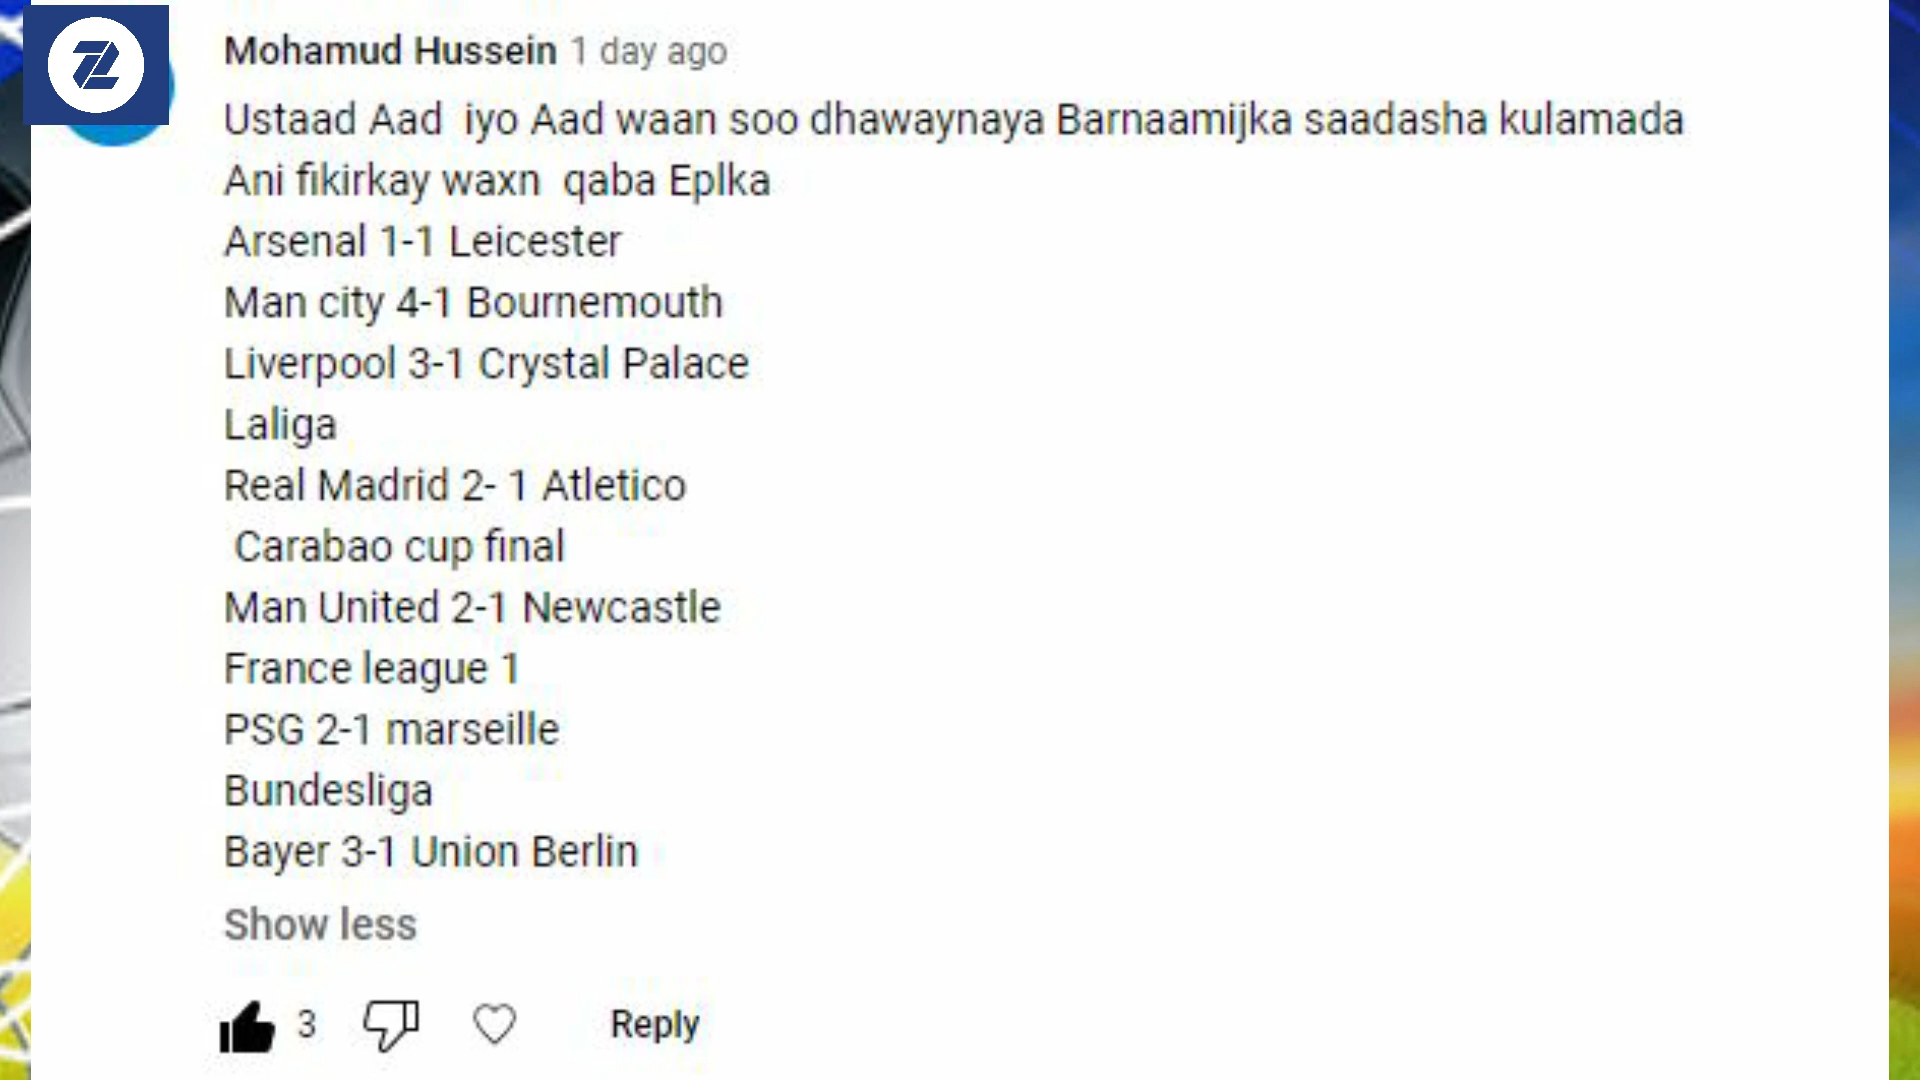 Mohamud Hussein 1 day ago
Ustaad Aad iyo Aad waan soo dhawaynaya Barnaamijka saadasha kulamada
Ani fikirkay waxn qaba Eplka
Arsenal 1-1 Leicester
Man city 4-1 Bournemouth
Liverpool 3-1 Crystal Palace
Laliga
Real Madrid 2- 1 Atletico
Carabao cup final
Man United 2-1 Newcastle
France league 1
PSG 2-1 marseille
Bundesliga
Bayer 3-1 Union Berlin
Show less
3 Reply